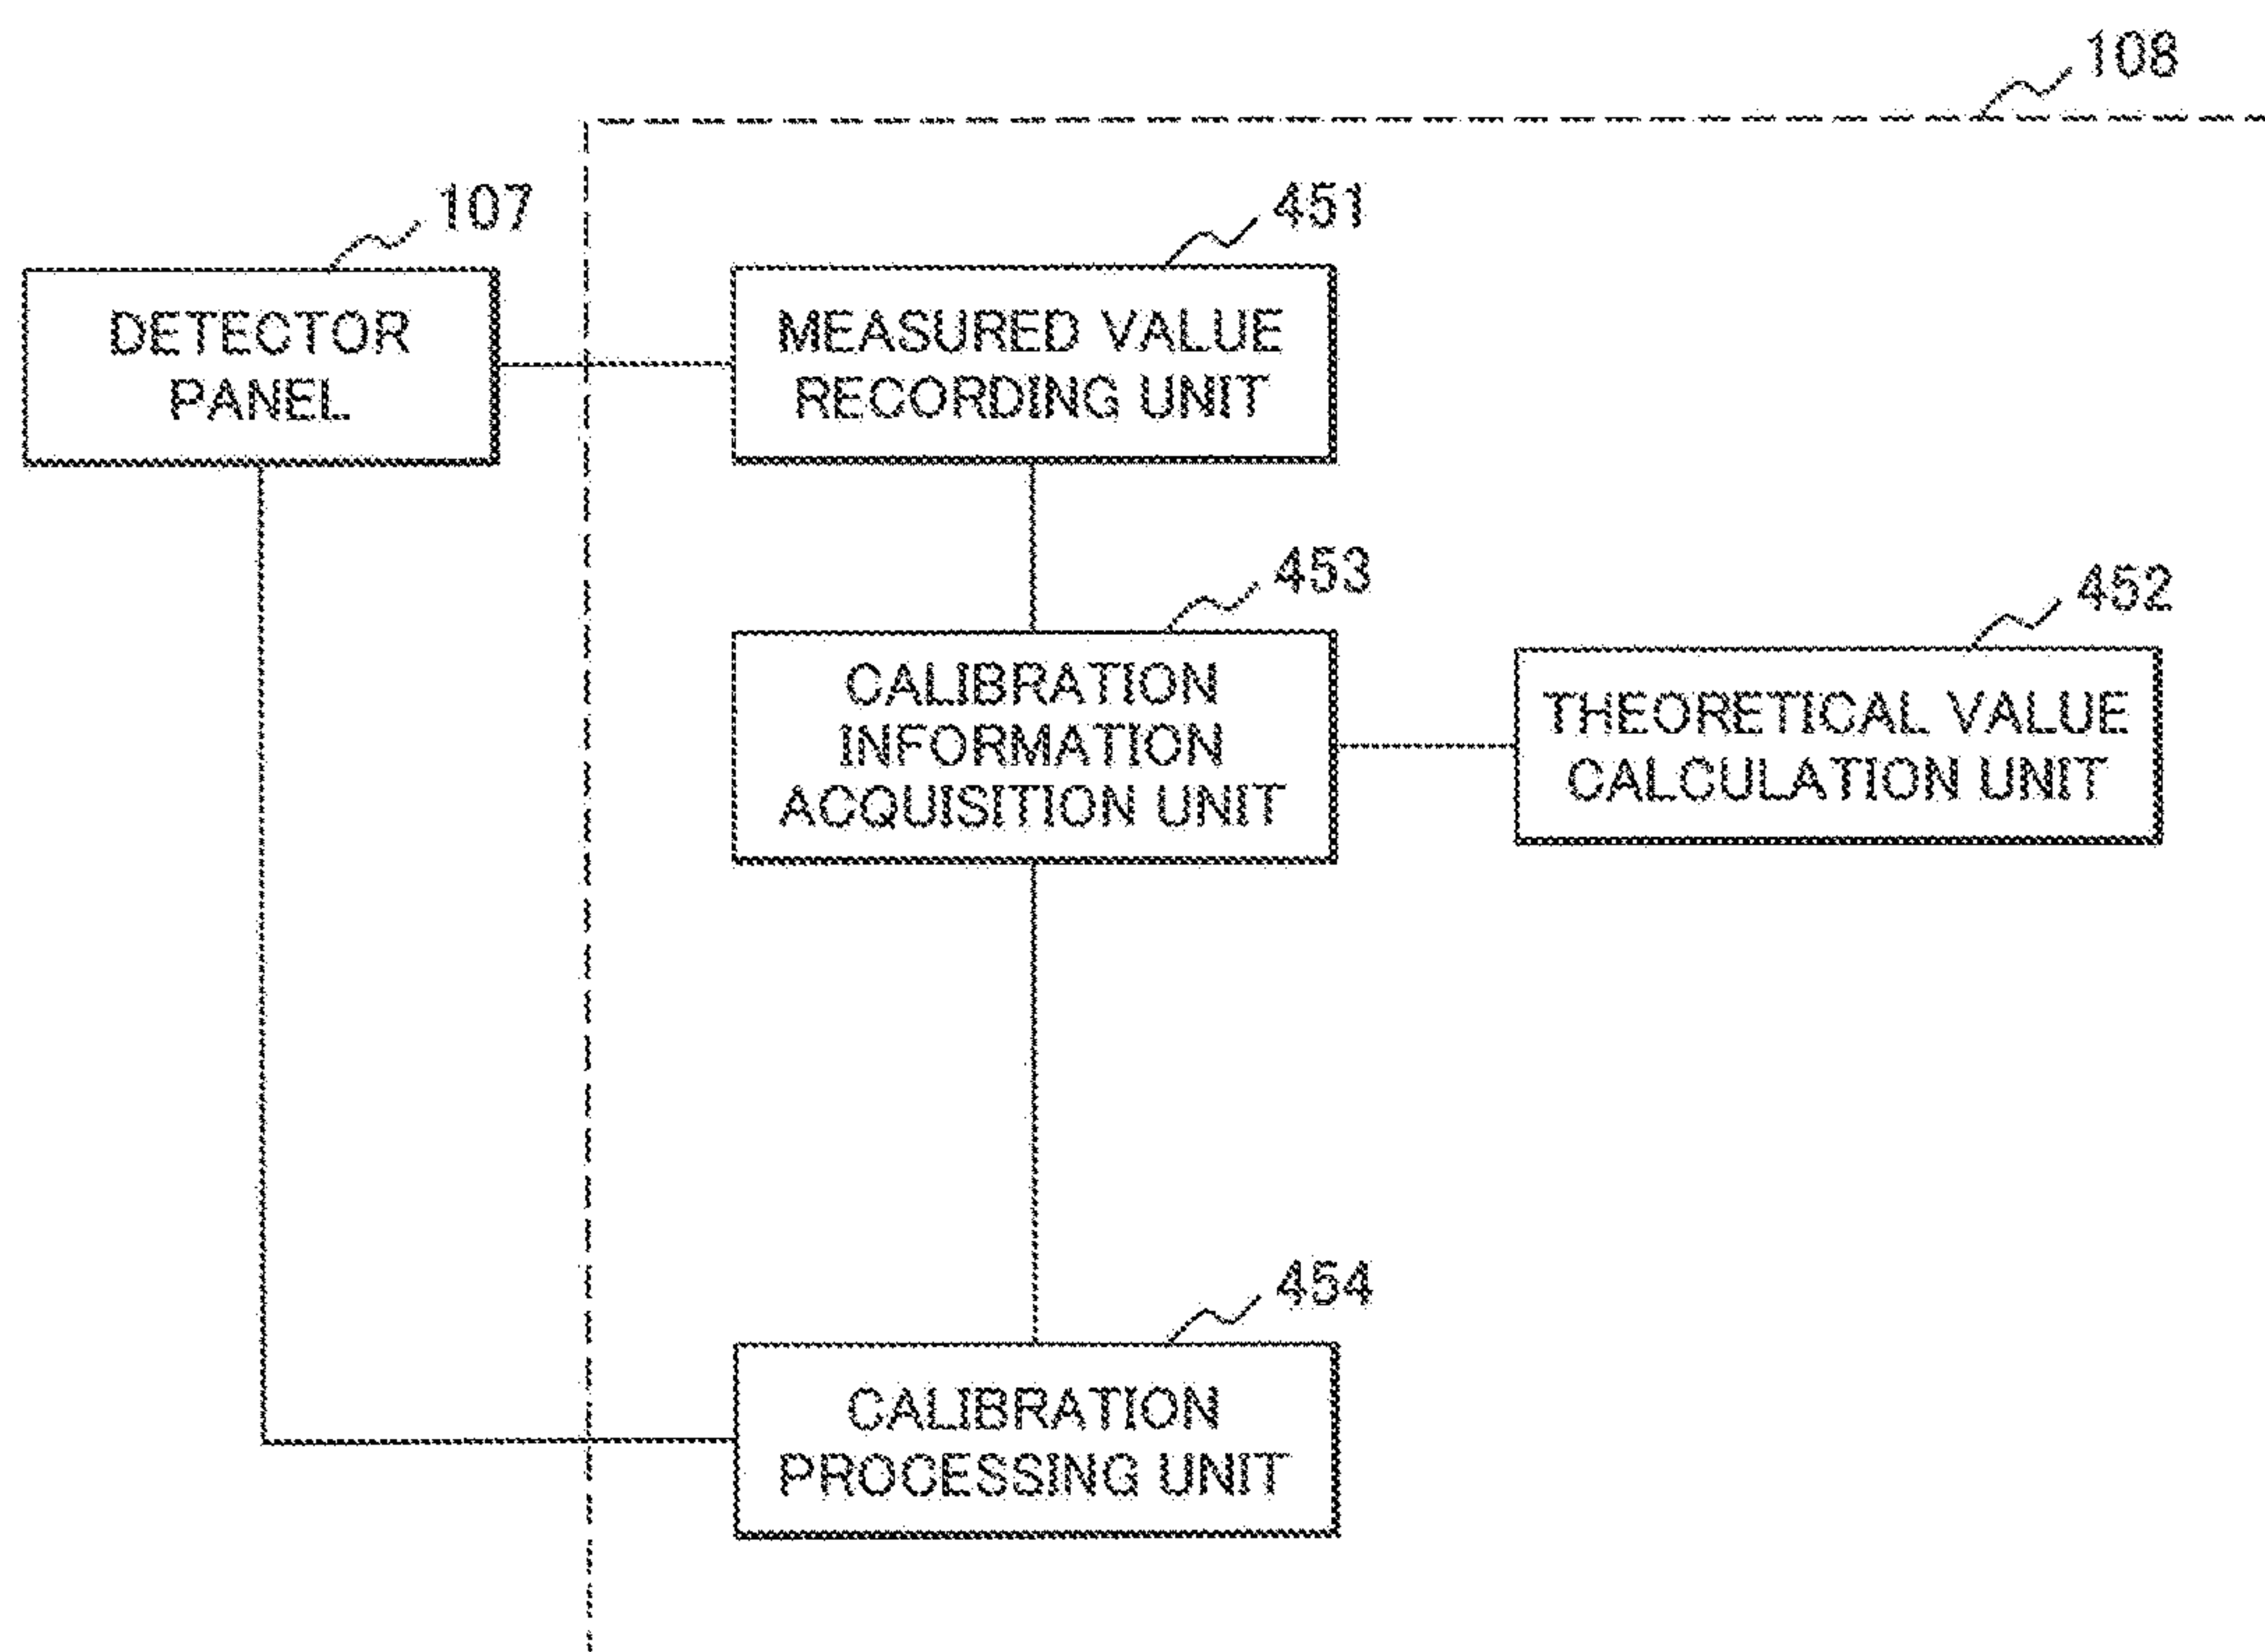 108
107
DETECTOR
PANEL
451
MEASURED VALUE
RECORDING UNIT
453
CALIBRATION
INFORMATION
ACQUISITION UNIT
452
THEORETICAL VALUE
CALCULATION UNIT
454
CALIBRATION
PROCESSING UNIT